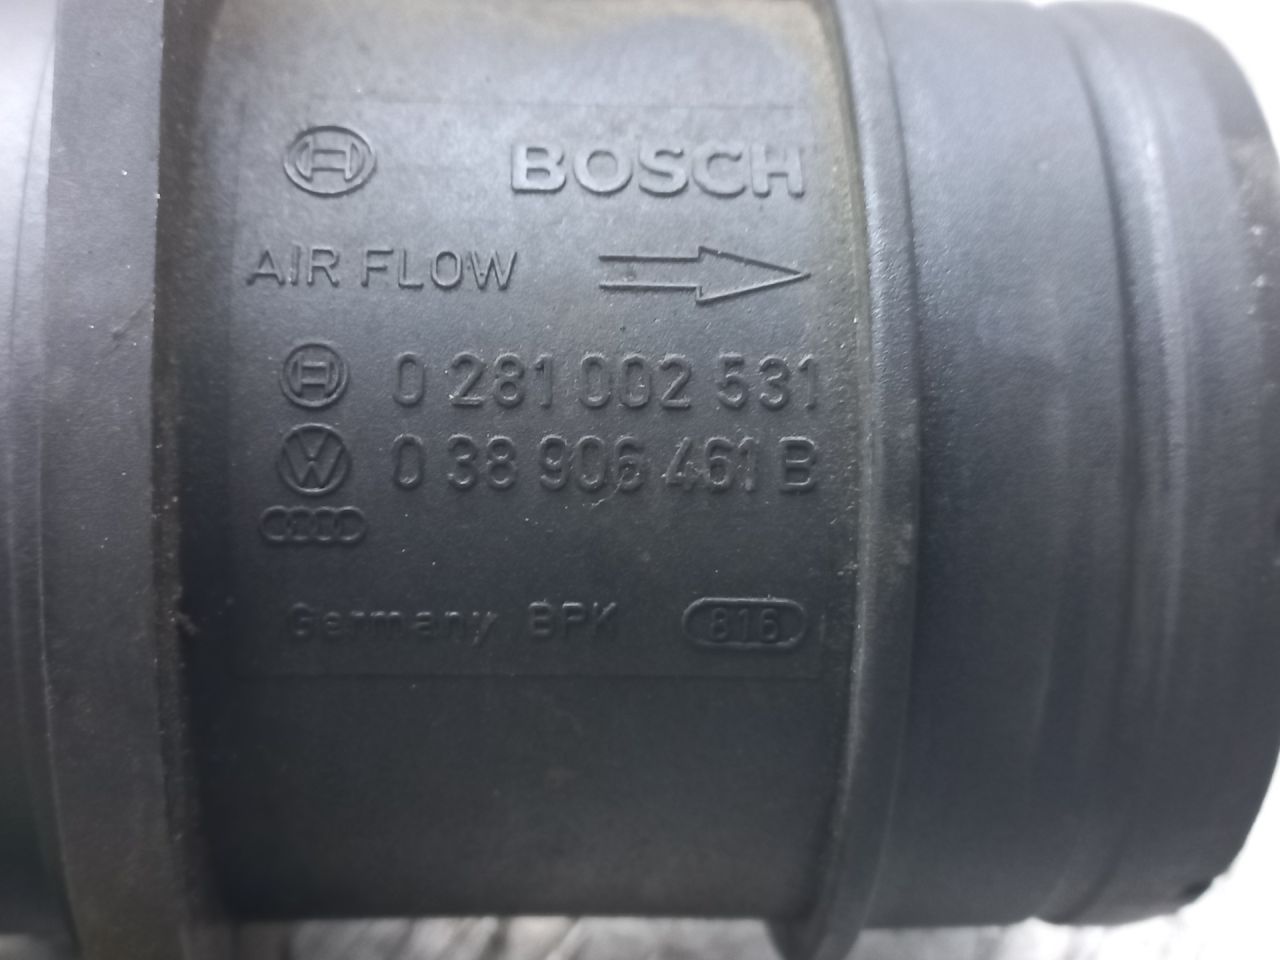 BOSCH
AIR FLOW
0 281 002 531
0 38 906 461 B
Germany BPK 816